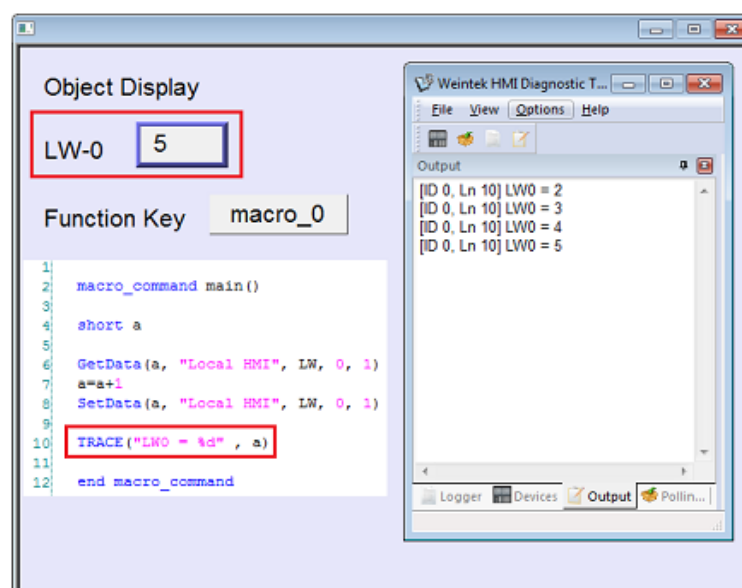 Object Display
LW-0 5
Function Key macro_0
1
2 macro_command main()
3
4 short a
5
6 GetData(a, "Local HMI", LW, 0, 1)
7 a=a+1
8 SetData(a, "Local HMI", LW, 0, 1)
9
10 TRACE("LW0 = %d" , a)
11
12 end macro_command
Weintek HMI Diagnostic T...
File View Options Help
Output
[ID 0, Ln 10] LW0 = 2
[ID 0, Ln 10] LW0 = 3
[ID 0, Ln 10] LW0 = 4
[ID 0, Ln 10] LW0 = 5
Logger Devices Output Pollin...